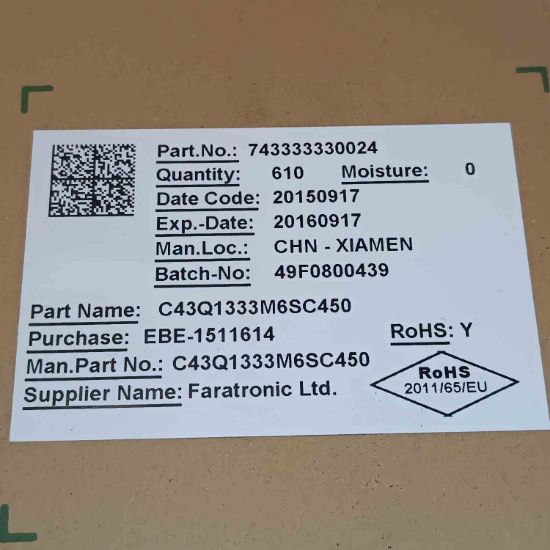 Part.No.: 743333330024
Quantity: 610 Moisture: 0
Date Code: 20150917
Exp.-Date: 20160917
Man.Loc.: CHN - XIAMEN
Batch-No: 49F0800439
Part Name: C43Q1333M6SC450
Purchase: EBE-1511614 RoHS: Y
Man.Part No.: C43Q1333M6SC450
Supplier Name: Faratronic Ltd.
RoHS
2011/65/EU